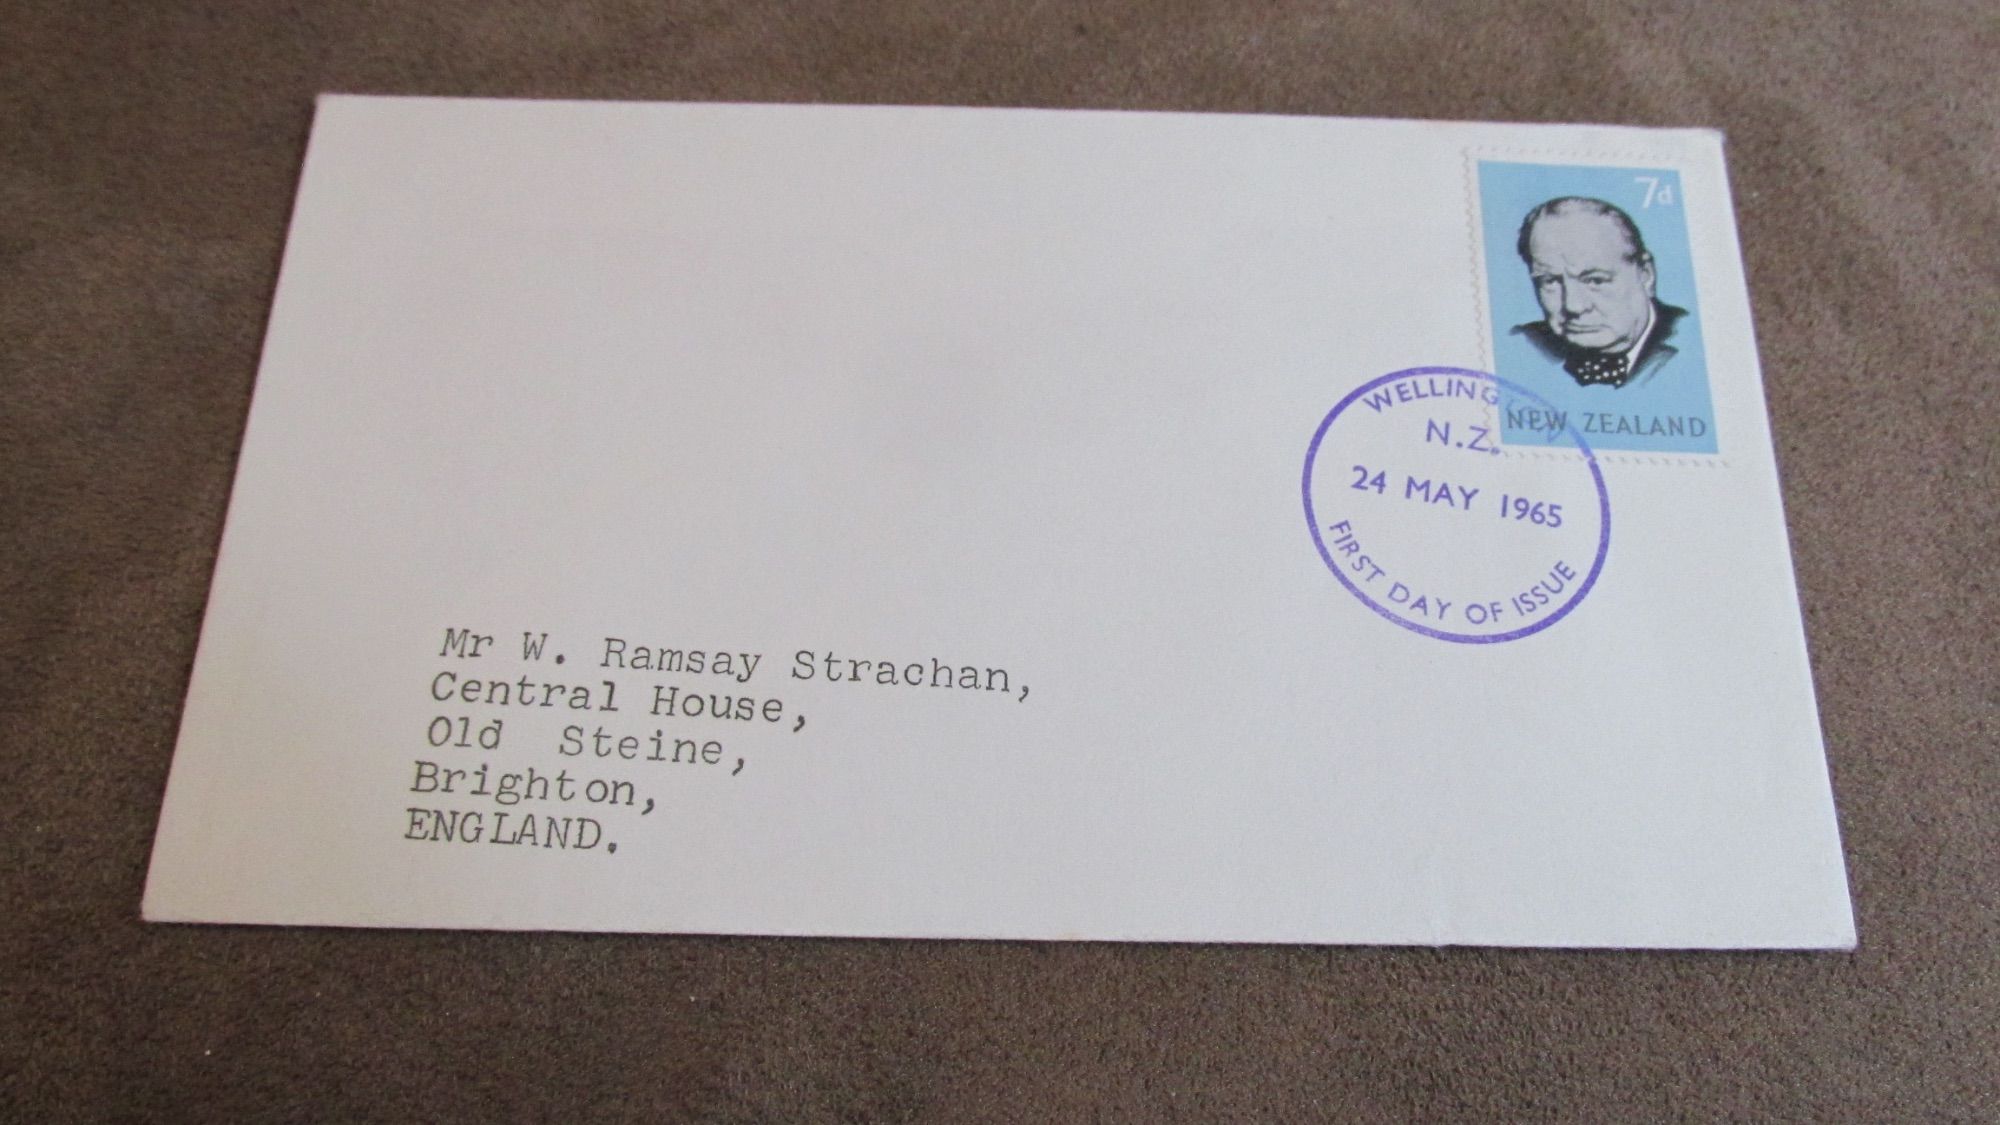 7d
NEW ZEALAND
WELLINGTON
N.Z.
24 MAY 1965
FIRST DAY OF ISSUE
Mr W. Ramsay Strachan,
Central House,
Old Steine,
Brighton,
ENGLAND.